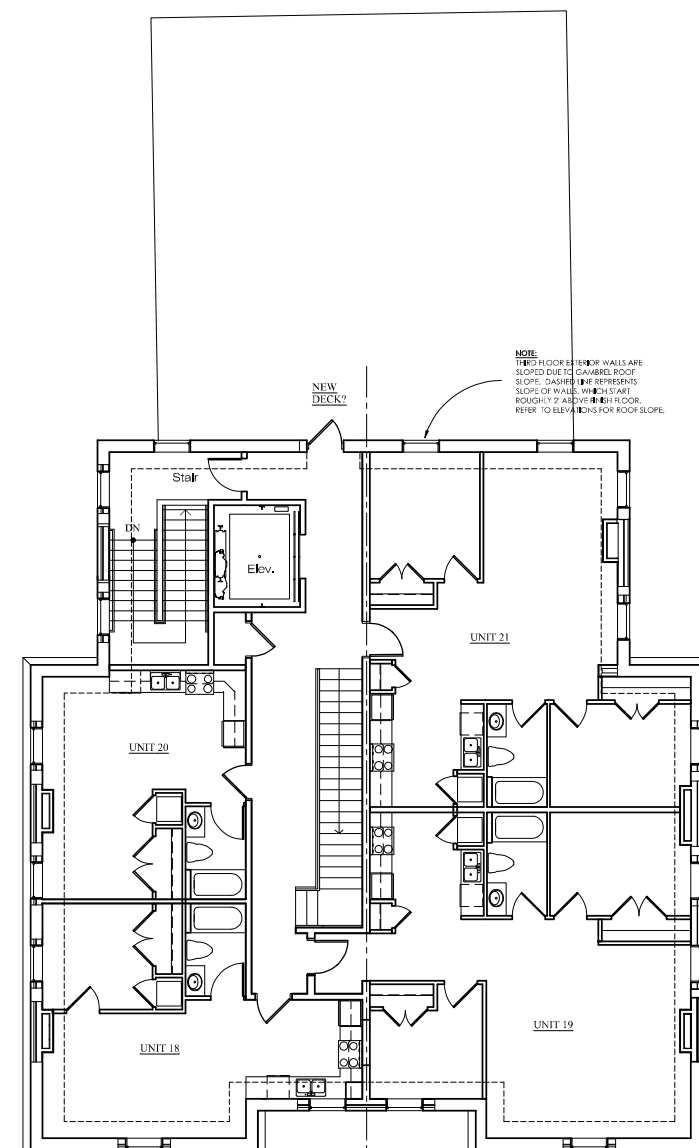 NOTE:
THIRD FLOOR EXTERIOR WALLS ARE
SLOPED DUE TO GAMBREL ROOF
SLOPE. DASHED LINE REPRESENTS
SLOPE OF WALLS, WHICH START
ROUGHLY 2' ABOVE FINISH FLOOR.
REFER TO ELEVATIONS FOR ROOF SLOPE.
NEW
DECK?
Stair
DN
Elev.
UNIT 21
UNIT 20
UNIT 19
UNIT 18